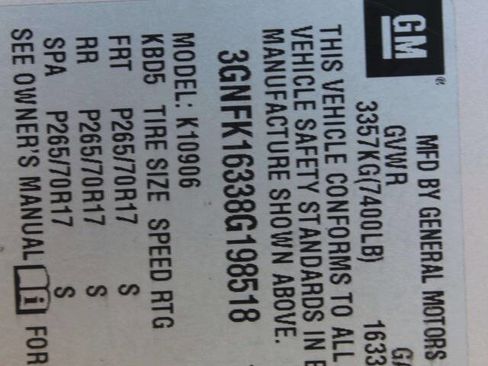 GM®
MFD BY GENERAL MOTORS
GVWR
3357KG(7400LB) 1633
THIS VEHICLE CONFORMS TO ALL
VEHICLE SAFETY STANDARDS IN
MANUFACTURE SHOWN ABOVE.
3GNFK16338G198518
MODEL: K10906
KBD5 TIRE SIZE SPEED RTG
FRT P265/70R17 S
RR P265/70R17 S
SPA P265/70R17 S
SEE OWNER'S MANUAL i FOR